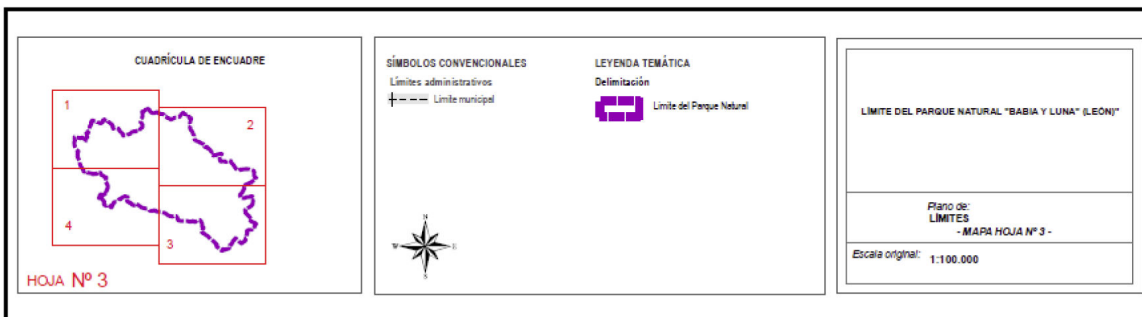 CUADRÍCULA DE ENCUADRE
1
2
4
3
HOJA Nº 3
SÍMBOLOS CONVENCIONALES
Límites administrativos
Limite municipal
LEYENDA TEMÁTICA
Delimitación
Limite del Parque Natural
N
W E
S
LÍMITE DEL PARQUE NATURAL "BABIA Y LUNA" (LEÓN)"
Plano de:
LÍMITES
- MAPA HOJA Nº 3 -
Escala original: 1:100.000